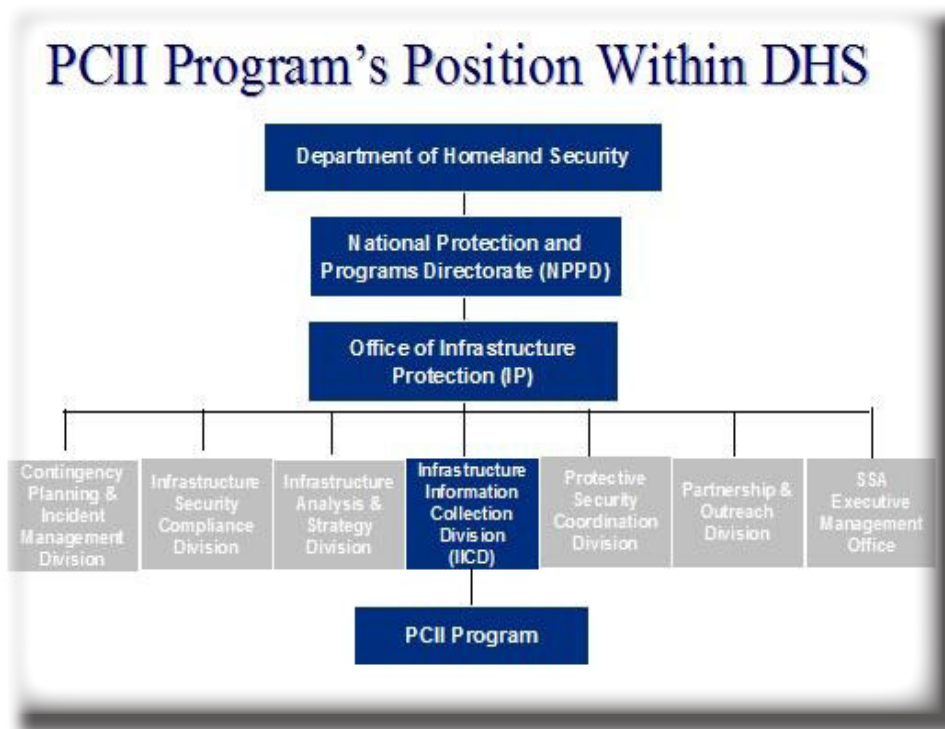 PCII Program's Position Within DHS
Department of Homeland Security
National Protection and
Programs Directorate (NPPD)
Office of Infrastructure
Protection (IP)
Contingency
Planning &
Incident
Management
Division
Infrastructure
Security
Compliance
Division
Infrastructure
Analysis &
Strategy
Division
Infrastructure
Information
Collection
Division
(IICD)
Protective
Security
Coordination
Division
Partnership &
Outreach
Division
SSA
Executive
Management
Office
PCII Program